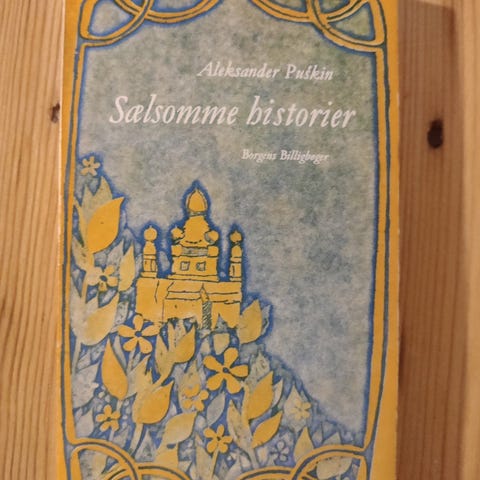 Aleksander Puškin
Sælsomme historier
Borgens Billigbøger